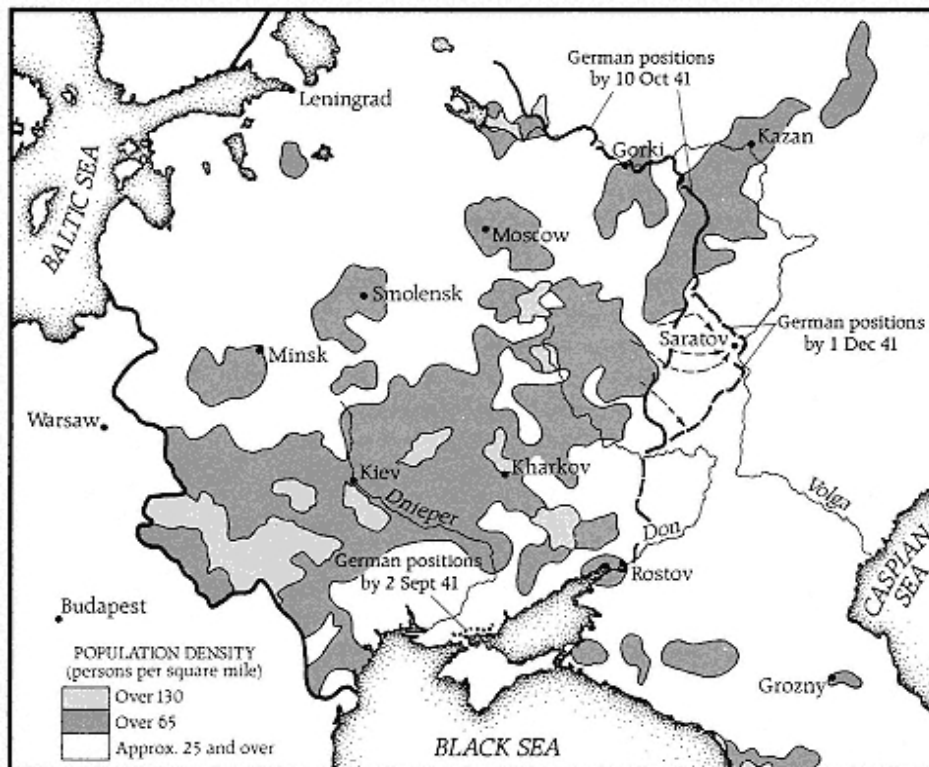 German positions
by 10 Oct 41
Leningrad
Kazan
Gorki
BALTIC SEA
Moscow
Smolensk
German positions
by 1 Dec 41
Saratov
Minsk
Warsaw
Kiev
Kharkov
Dnieper
Volga
Don
German positions
by 2 Sept 41
Rostov
CASPIAN
SEA
Budapest
POPULATION DENSITY
(persons per square mile)
Over 130
Over 65
Approx. 25 and over
Grozny
BLACK SEA